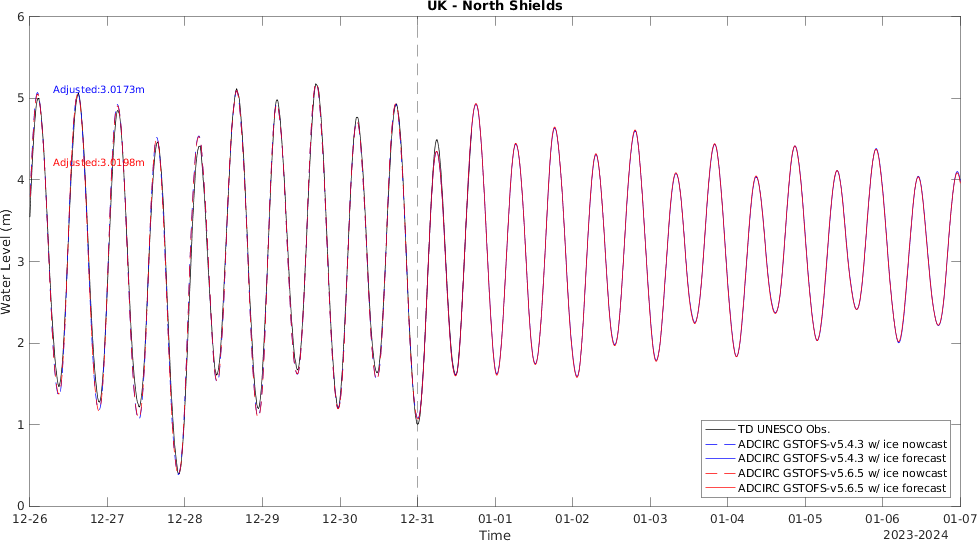 UK - North Shields
6
5
4
3
2
1
0
Water Level (m)
Adjusted:3.0173m
Adjusted:3.0198m
TD UNESCO Obs.
ADCIRC GSTOFS-v5.4.3 w/ ice nowcast
ADCIRC GSTOFS-v5.4.3 w/ ice forecast
ADCIRC GSTOFS-v5.6.5 w/ ice nowcast
ADCIRC GSTOFS-v5.6.5 w/ ice forecast
12-26 12-27 12-28 12-29 12-30 12-31 01-01 01-02 01-03 01-04 01-05 01-06 01-07
Time
2023-2024